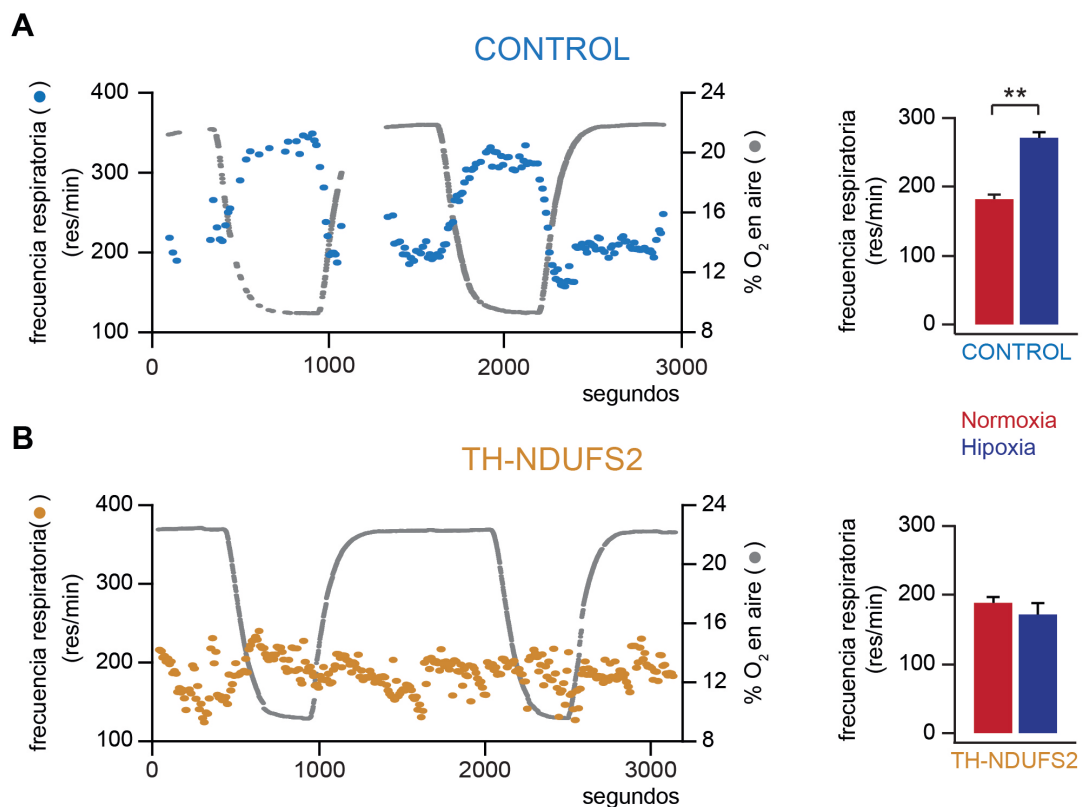 A
CONTROL
frecuencia respiratoria (●)
(res/min)
400
300
200
100
24
20
16
12
8
% O2 en aire (●)
0
1000
2000
3000
segundos
frecuencia respiratoria
(res/min)
300
200
100
0
**
CONTROL
Normoxia
Hipoxia
B
TH-NDUFS2
frecuencia respiratoria(●)
(res/min)
400
300
200
100
24
20
16
12
8
% O2 en aire (●)
0
1000
2000
3000
segundos
frecuencia respiratoria
(res/min)
300
200
100
0
TH-NDUFS2